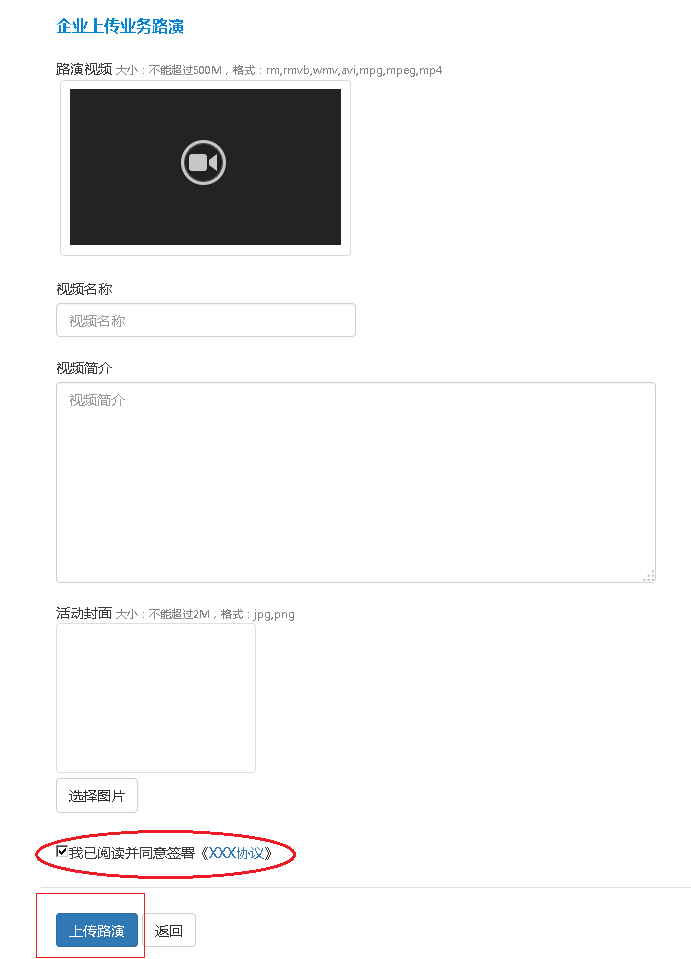 企业上传业务路演
路演视频 大小：不能超过500M，格式：rm,rmvb,wmv,avi,mpg,mpeg,mp4
视频名称
视频名称
视频简介
视频简介
活动封面 大小：不能超过2M，格式：jpg,png
选择图片
我已阅读并同意签署《XXX协议》
上传路演 返回